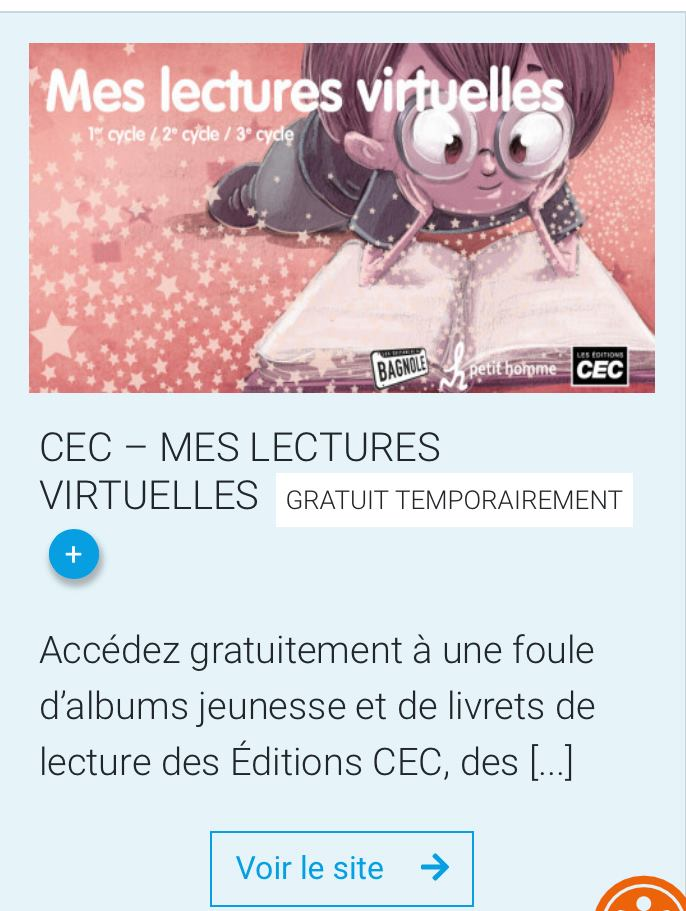 Mes lectures virtuelles
1er cycle / 2e cycle / 3e cycle
LES ÉDITIONS
BAGNOLE
petit homme
LES ÉDITIONS
CEC
CEC – MES LECTURES
VIRTUELLES GRATUIT TEMPORAIREMENT
+
Accédez gratuitement à une foule
d’albums jeunesse et de livrets de
lecture des Éditions CEC, des [...]
Voir le site →